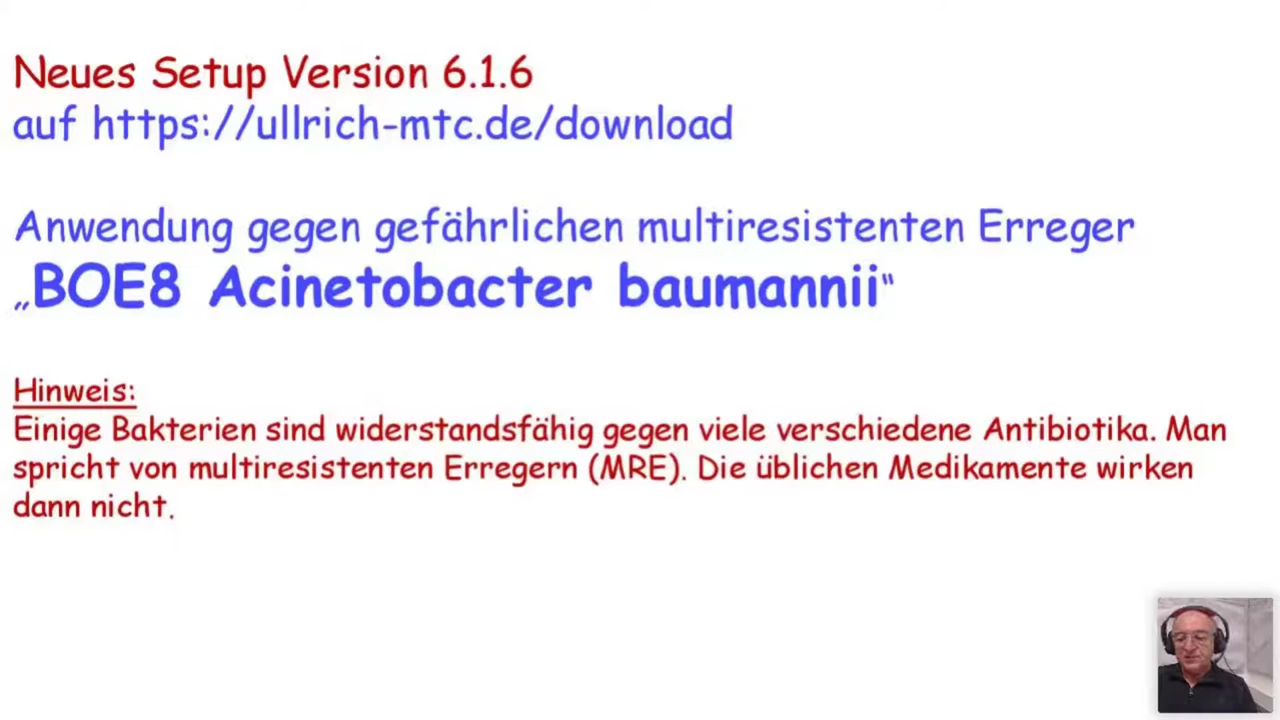 Neues Setup Version 6.1.6
auf https://ullrich-mtc.de/download
Anwendung gegen gefährlichen multiresistenten Erreger
„BOE8 Acinetobacter baumannii“
Hinweis:
Einige Bakterien sind widerstandsfähig gegen viele verschiedene Antibiotika. Man
spricht von multiresistenten Erregern (MRE). Die üblichen Medikamente wirken
dann nicht.